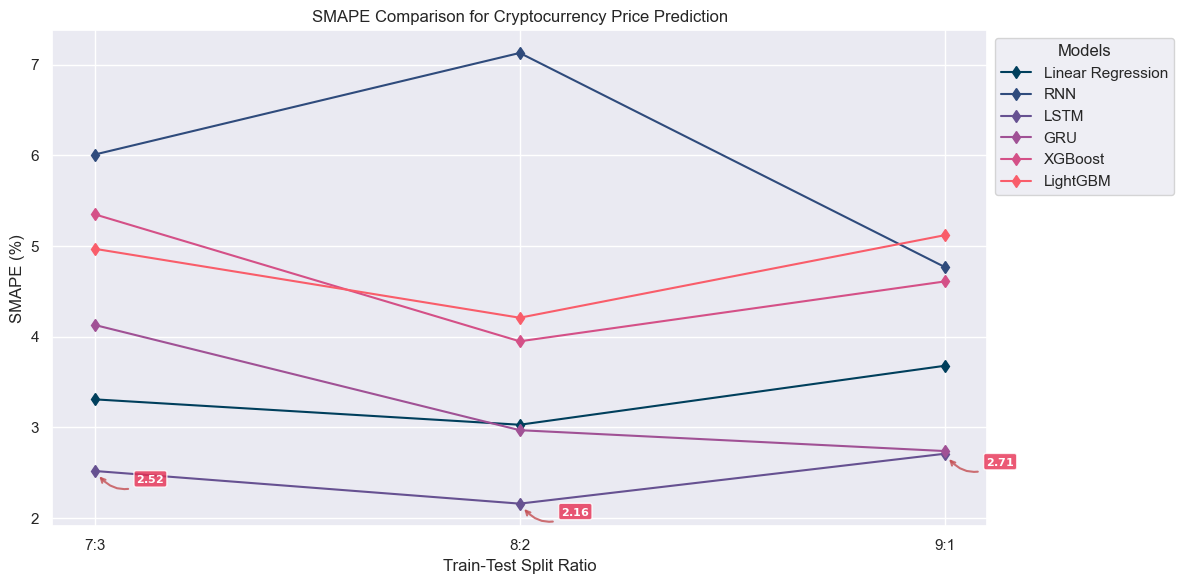 SMAPE Comparison for Cryptocurrency Price Prediction
SMAPE (%)
7
6
5
4
3
2
2.52
2.16
2.71
7:3
8:2
9:1
Train-Test Split Ratio
Models
Linear Regression
RNN
LSTM
GRU
XGBoost
LightGBM